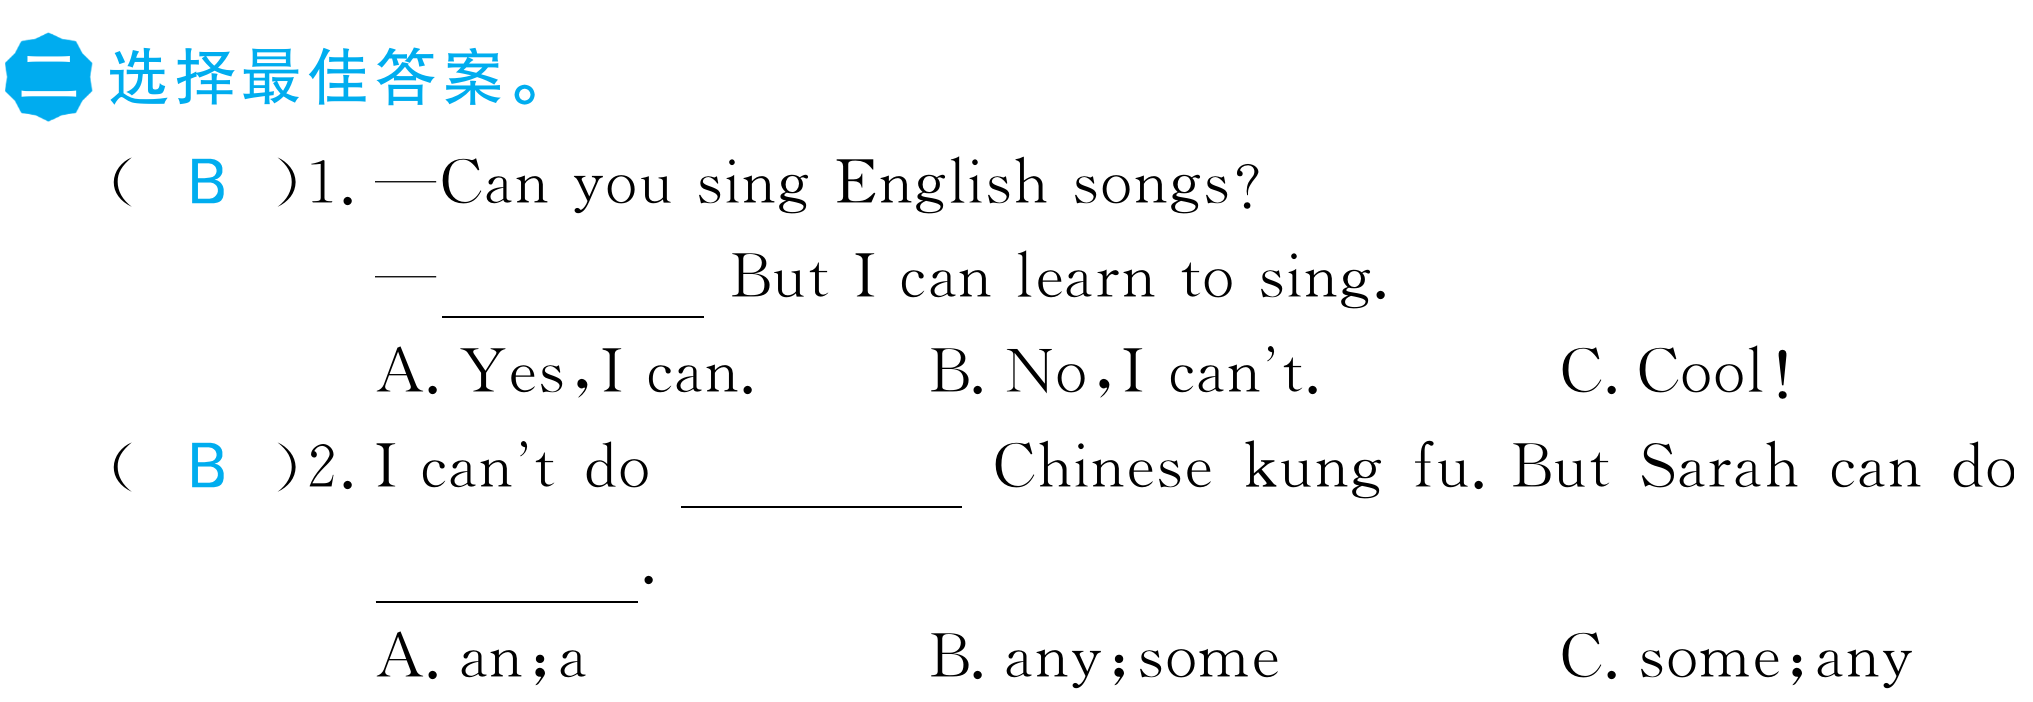 二 选择最佳答案。
( B )1. —Can you sing English songs?
—________ But I can learn to sing.
A. Yes,I can. B. No,I can't. C. Cool!
( B )2. I can't do ________ Chinese kung fu. But Sarah can do
________.
A. an;a B. any;some C. some;any